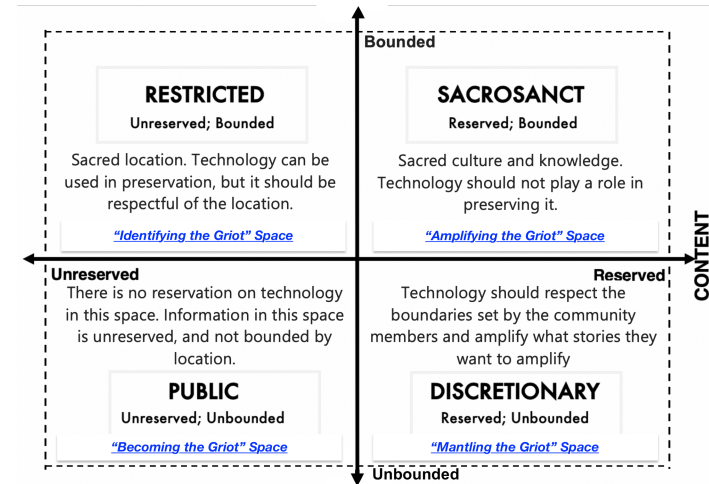 Bounded
RESTRICTED
Unreserved; Bounded
Sacred location. Technology can be
used in preservation, but it should be
respectful of the location.
"Identifying the Griot" Space
SACROSANCT
Reserved; Bounded
Sacred culture and knowledge.
Technology should not play a role in
preserving it.
"Amplifying the Griot" Space
CONTENT
Unreserved
Reserved
There is no reservation on technology
in this space. Information in this space
is unreserved, and not bounded by
location.
PUBLIC
Unreserved; Unbounded
"Becoming the Griot" Space
Technology should respect the
boundaries set by the community
members and amplify what stories they
want to amplify
DISCRETIONARY
Reserved; Unbounded
"Mantling the Griot" Space
Unbounded